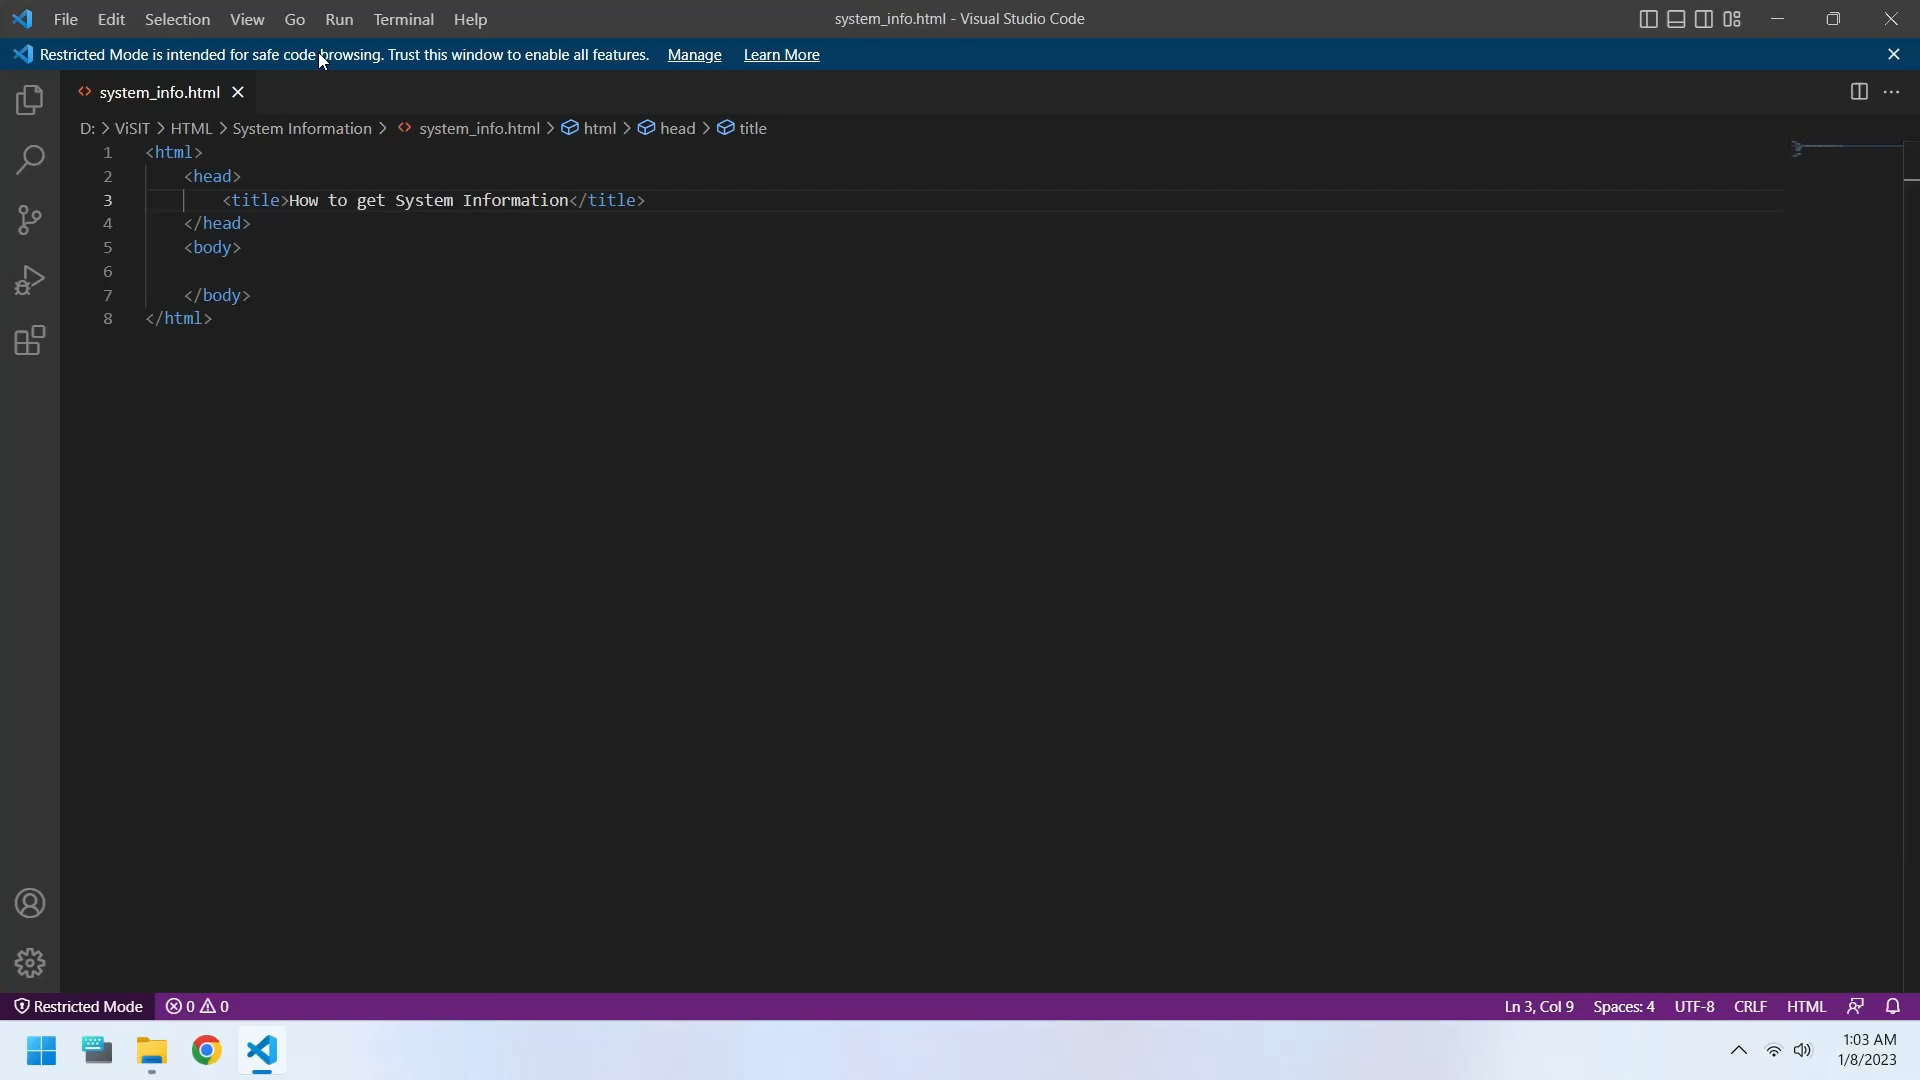 File Edit Selection View Go Run Terminal Help system_info.html - Visual Studio Code
Restricted Mode is intended for safe code browsing. Trust this window to enable all features. Manage Learn More
<> system_info.html
D: > ViSIT > HTML > System Information > <> system_info.html > html > head > title
1 <html>
2 <head>
3 <title>How to get System Information</title>
4 </head>
5 <body>
6
7 </body>
8 </html>
Restricted Mode 0 0 Ln 3, Col 9 Spaces: 4 UTF-8 CRLF HTML
1:03 AM
1/8/2023